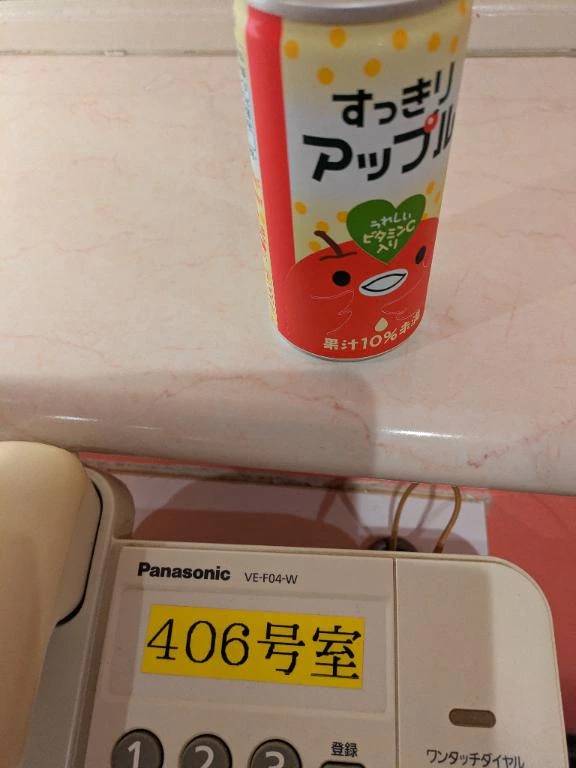 すっきり
アップル
うれしい
ビタミンC
入り
果汁10%未満
Panasonic VE-F04-W
406号室
1 2 3 登録
ワンタッチダイヤル